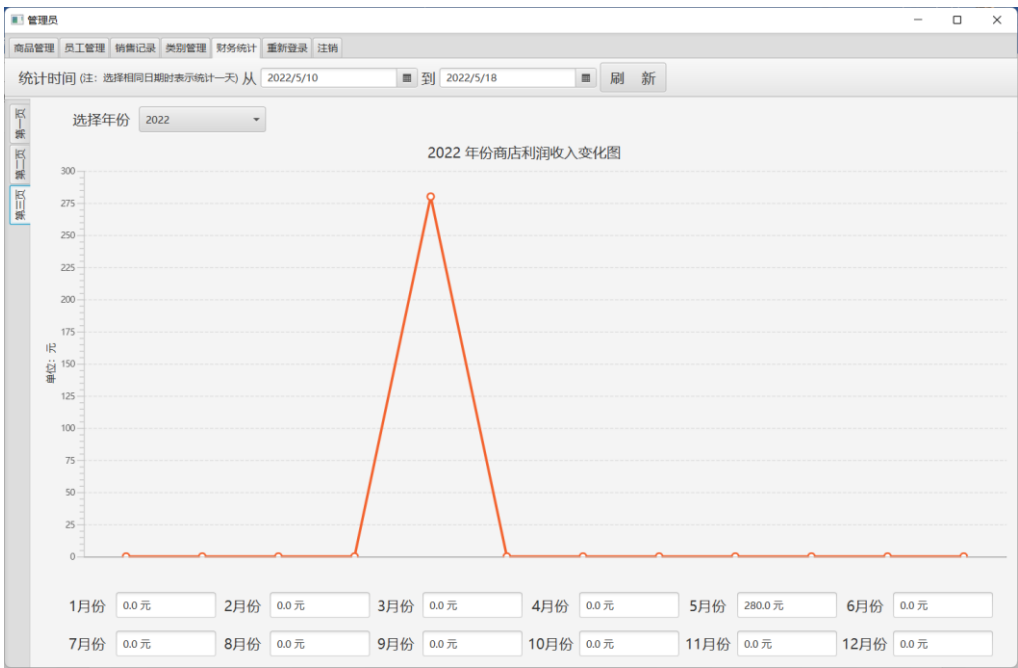 管理员
商品管理 员工管理 销售记录 类别管理 财务统计 重新登录 注销
统计时间 (注: 选择相同日期时表示统计一天) 从 2022/5/10 到 2022/5/18 刷 新
第一页
第二页
第三页
选择年份 2022
2022 年份商店利润收入变化图
单位: 元
300
275
250
225
200
175
150
125
100
75
50
25
0
1月份 0.0 元 2月份 0.0 元 3月份 0.0 元 4月份 0.0 元 5月份 280.0 元 6月份 0.0 元
7月份 0.0 元 8月份 0.0 元 9月份 0.0 元 10月份 0.0 元 11月份 0.0 元 12月份 0.0 元